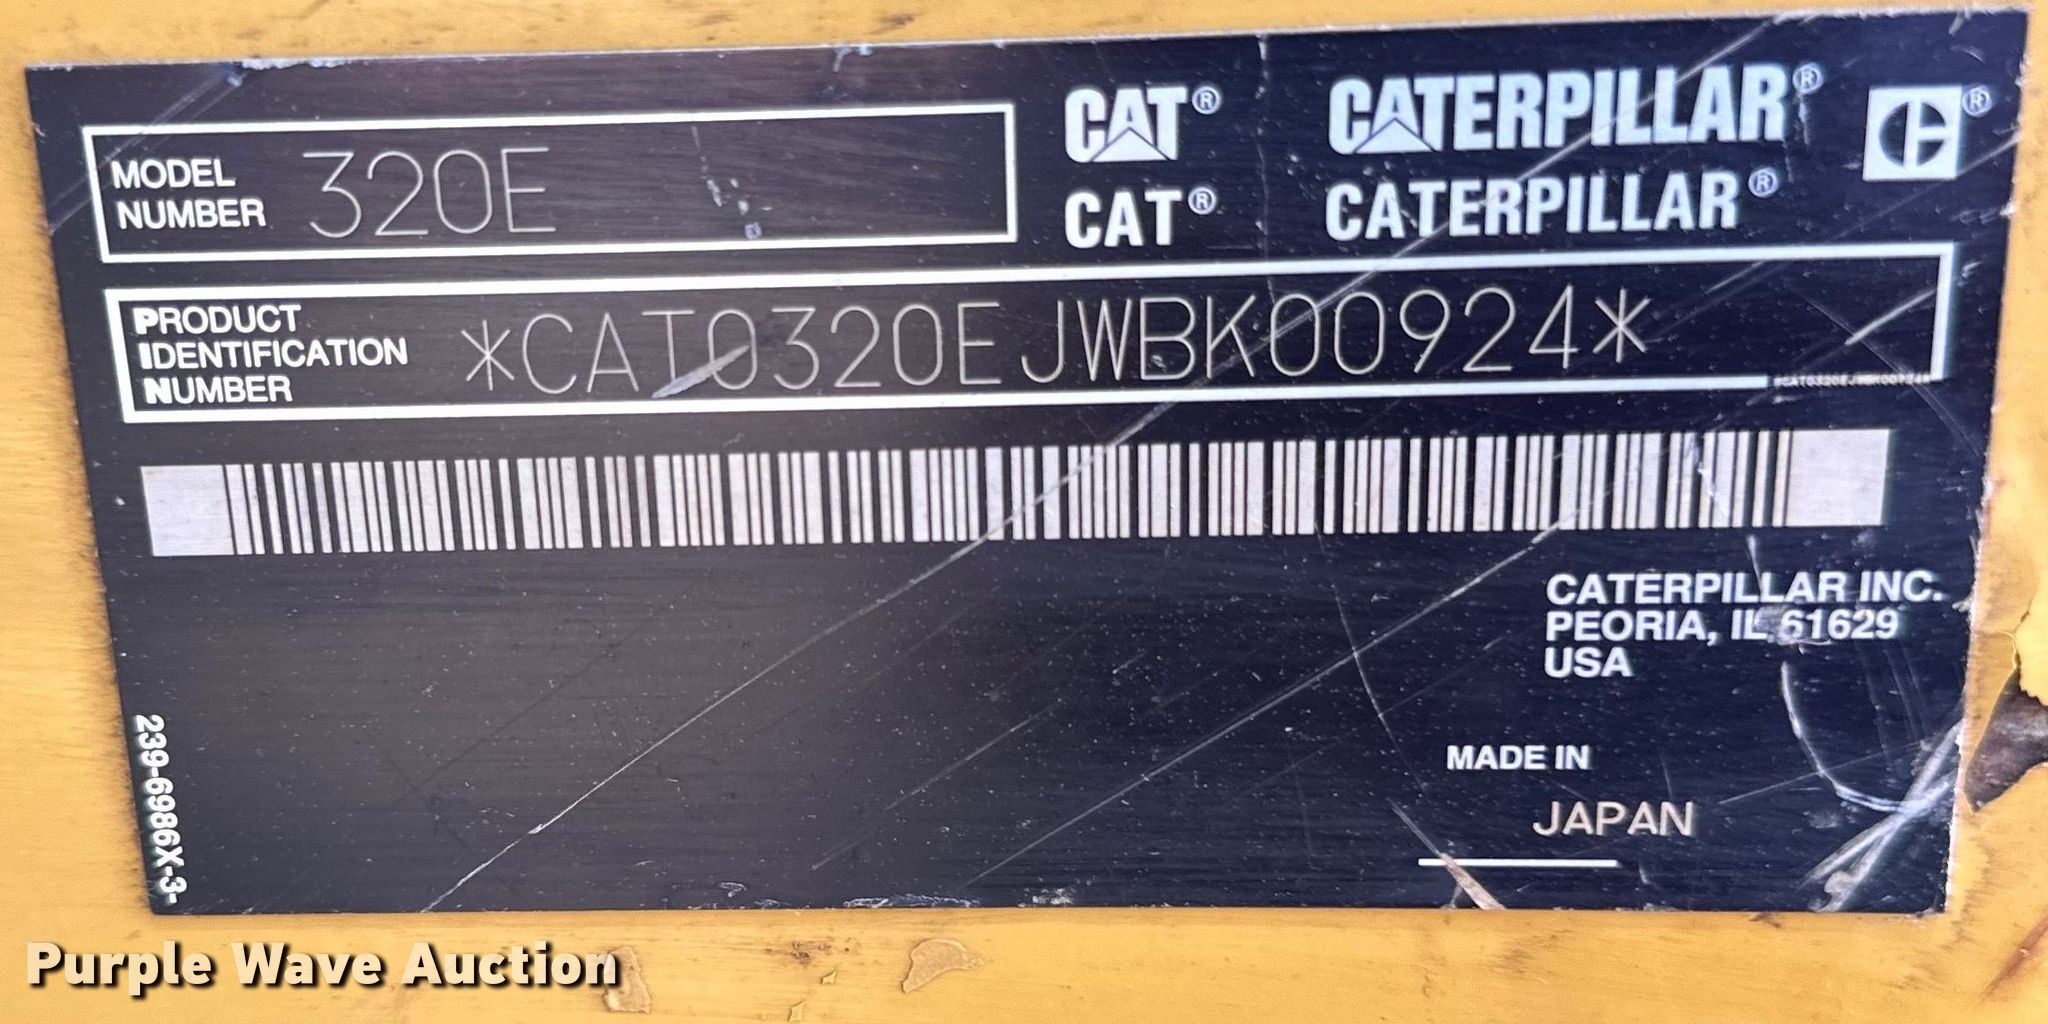 MODEL NUMBER 320E
CAT® CATERPILLAR®
CAT® CATERPILLAR®
PRODUCT IDENTIFICATION NUMBER *CAT0320EJWBK00924*
*CAT0320EJWBK00924*
CATERPILLAR INC.
PEORIA, IL 61629
USA
MADE IN
JAPAN
239-6986X-3-
Purple Wave Auction